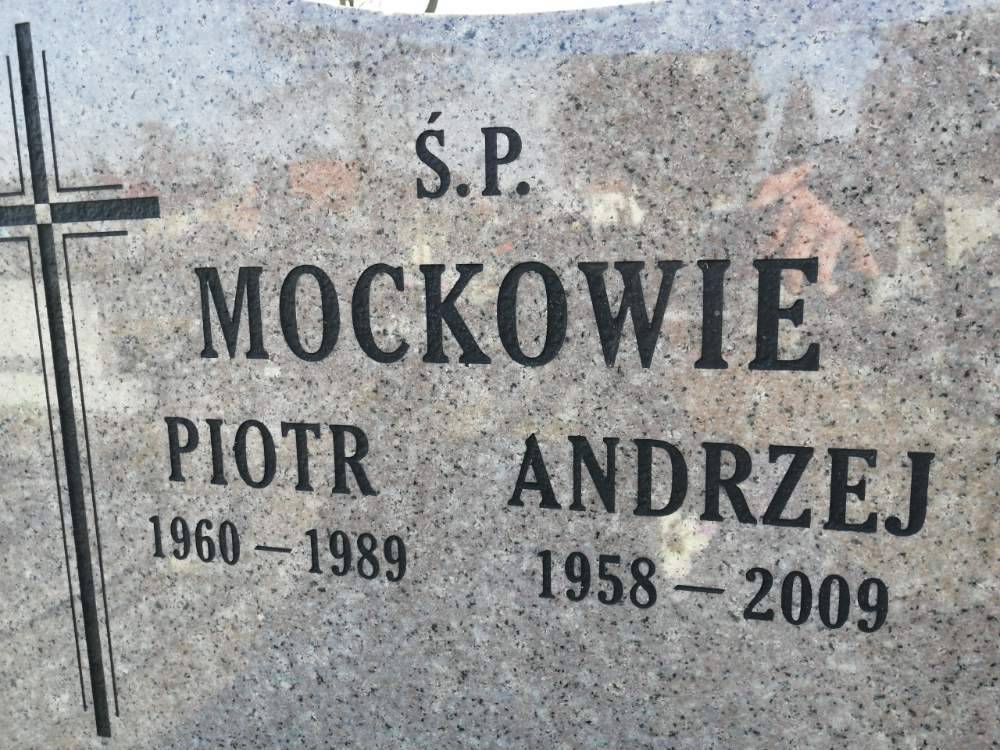 Ś.P.
MOCKOWIE
PIOTR ANDRZEJ
1960 – 1989 1958 – 2009